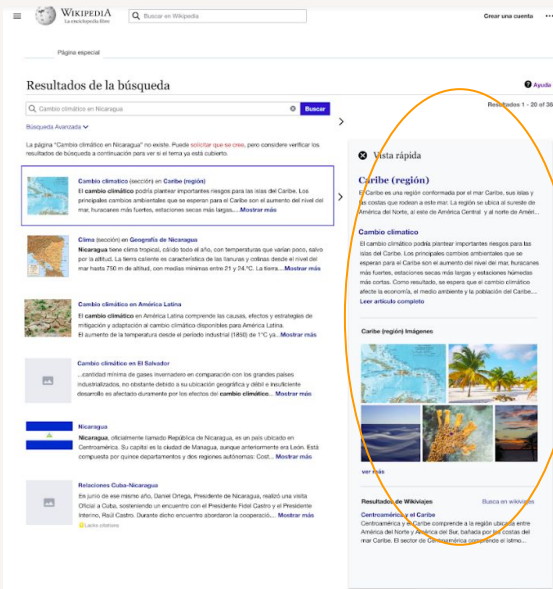 WIKIPEDIA
La enciclopedia libre
Buscar en Wikipedia
Crear una cuenta
Página especial
Resultados de la búsqueda
Ayuda
Cambio climático en Nicaragua
Buscar
Resultados 1 - 20 of 36
Búsqueda Avanzada
La página "Cambio climático en Nicaragua" no existe. Puede solicitar que se cree, pero considere verificar los
resultados de búsqueda a continuación para ver si el tema ya está cubierto.
Cambio climatico (sección) en Caribe (región)
El cambio climático podría plantear importantes riesgos para las islas del Caribe. Los
principales cambios ambientales que se esperan para el Caribe son el aumento del nivel del
mar, huracanes más fuertes, estaciones secas más largas.... Mostrar más
Clima (sección) en Geografía de Nicaragua
Nicaragua tiene clima tropical, cálido todo el año, con temperaturas que varían poco, salvo
por la altitud. La tierra caliente es característica de las llanuras y colinas desde el nivel del
mar hasta 750 m de altitud, con medias mínimas entre 21 y 24.°C. La tierra... Mostrar más
Cambio climático en América Latina
El cambio climático en América Latina comprende las causas, efectos y estrategias de
mitigación y adaptación al cambio climático disponibles para América Latina.
El aumento de la temperatura desde el período industrial (1850) de 1°C ya... Mostrar más
Cambio climático en El Salvador
...cantidad mínima de gases invernadero en comparación con los grandes países
industrializados, no obstante debido a su ubicación geográfica y débil e insuficiente
desarrollo es afectado duramente por los efectos del cambio climático... Mostrar más
Nicaragua
Nicaragua, oficialmente llamado República de Nicaragua, es un país ubicado en
Centroamérica. Su capital es la ciudad de Managua, aunque anteriormente era León. Está
compuesta por quince departamentos y dos regiones autónomas: Cost... Mostrar más
Relaciones Cuba-Nicaragua
En junio de ese mismo año, Daniel Ortega, Presidente de Nicaragua, realizó una visita
Oficial a Cuba, sosteniendo un encuentro con el Presidente Fidel Castro y el Presidente
Interino, Raúl Castro. Durante dicho encuentro abordaron la cooperació... Mostrar más
Lacks citations
Vista rápida
Caribe (región)
El Caribe es una región conformada por el mar Caribe, sus islas y
las costas que rodean a este mar. La región se ubica al sureste de
América del Norte, al este de América Central y al norte de Améri...
Cambio climatico
El cambio climático podría plantear importantes riesgos para las
islas del Caribe. Los principales cambios ambientales que se
esperan para el Caribe son el aumento del nivel del mar, huracanes
más fuertes, estaciones secas más largas y estaciones húmedas
más cortas. Como resultado, se espera que el cambio climático
afecte la economía, el medio ambiente y la población del Caribe....
Leer artículo completo
Caribe (región) Imágenes
ver más
Resultados de Wikiviajes
Busca en wikiviajes
Centroamérica y el Caribe
Centroamérica y el Caribe comprende a la región ubicada entre
América del Norte y América del Sur, bañada por las costas del
mar Caribe. El sector de Centroamérica comprende el istmo...